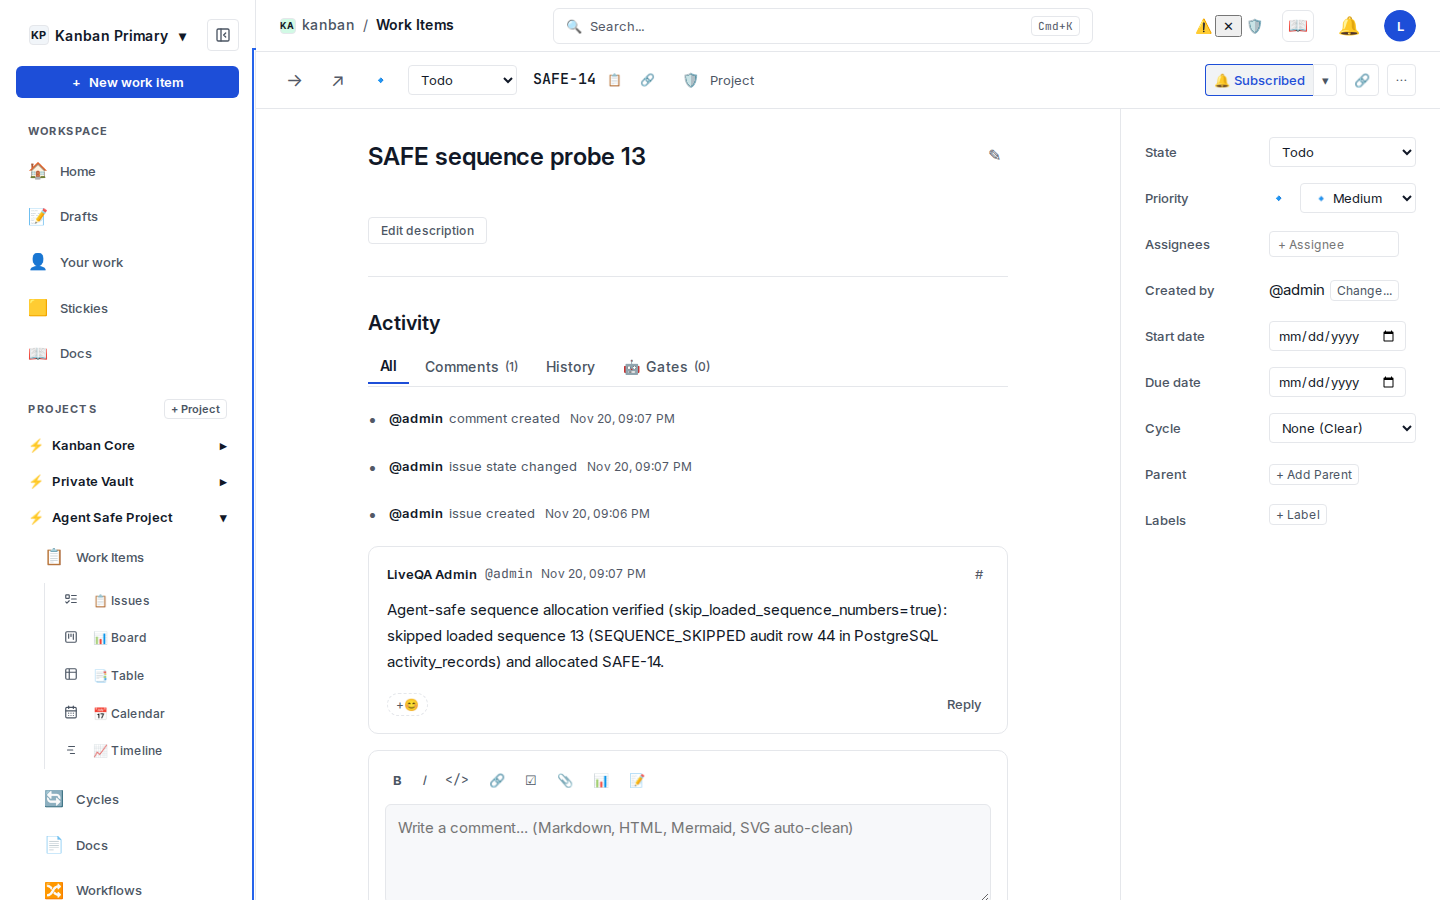 KP Kanban Primary ▾
+ New work item
WORKSPACE
Home
Drafts
Your work
Stickies
Docs
PROJECTS
+ Project
Kanban Core
Private Vault
Agent Safe Project
Work Items
Issues
Board
Table
Calendar
Timeline
Cycles
Docs
Workflows
KA kanban / Work Items
Search...
Cmd+K
L
Todo
SAFE-14
Project
Subscribed
SAFE sequence probe 13
Edit description
Activity
All
Comments (1)
History
Gates (0)
@admin comment created Nov 20, 09:07 PM
@admin issue state changed Nov 20, 09:07 PM
@admin issue created Nov 20, 09:06 PM
LiveQA Admin @admin Nov 20, 09:07 PM
#
Agent-safe sequence allocation verified (skip_loaded_sequence_numbers=true):
skipped loaded sequence 13 (SEQUENCE_SKIPPED audit row 44 in PostgreSQL
activity_records) and allocated SAFE-14.
+
Reply
B I </>
Write a comment... (Markdown, HTML, Mermaid, SVG auto-clean)
State
Todo
Priority
Medium
Assignees
+ Assignee
Created by
@admin Change...
Start date
mm/dd/yyyy
Due date
mm/dd/yyyy
Cycle
None (Clear)
Parent
+ Add Parent
Labels
+ Label